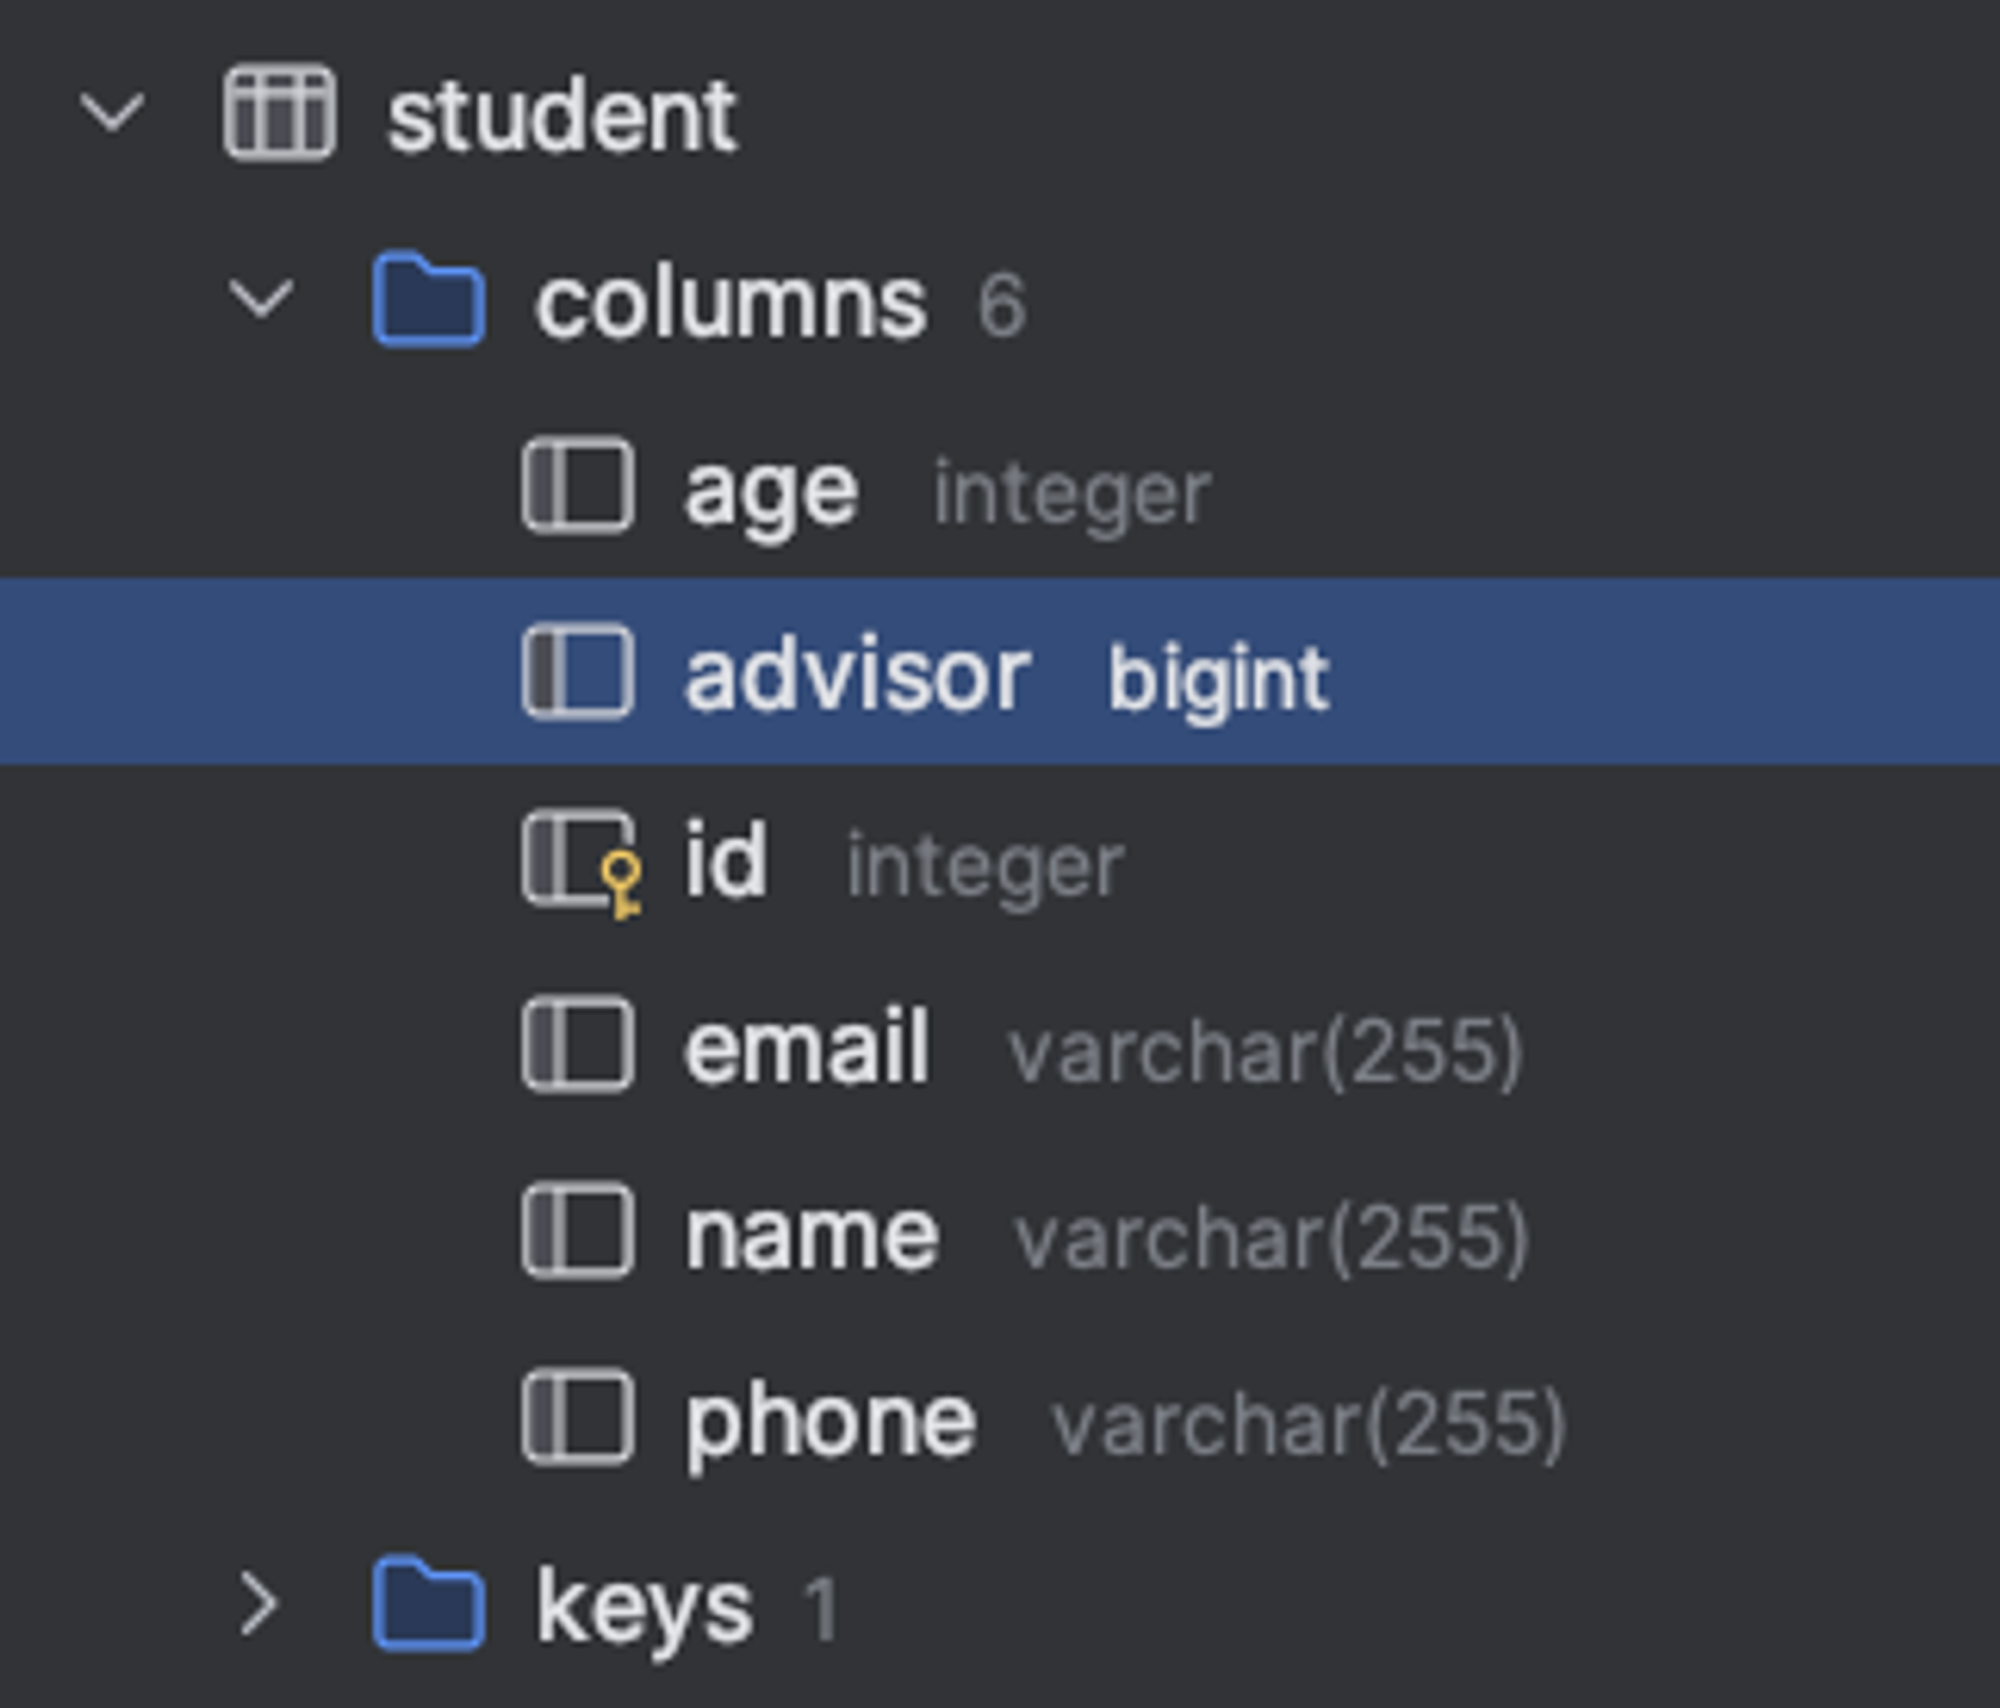 student
columns 6
age integer
advisor bigint
id integer
email varchar(255)
name varchar(255)
phone varchar(255)
keys 1